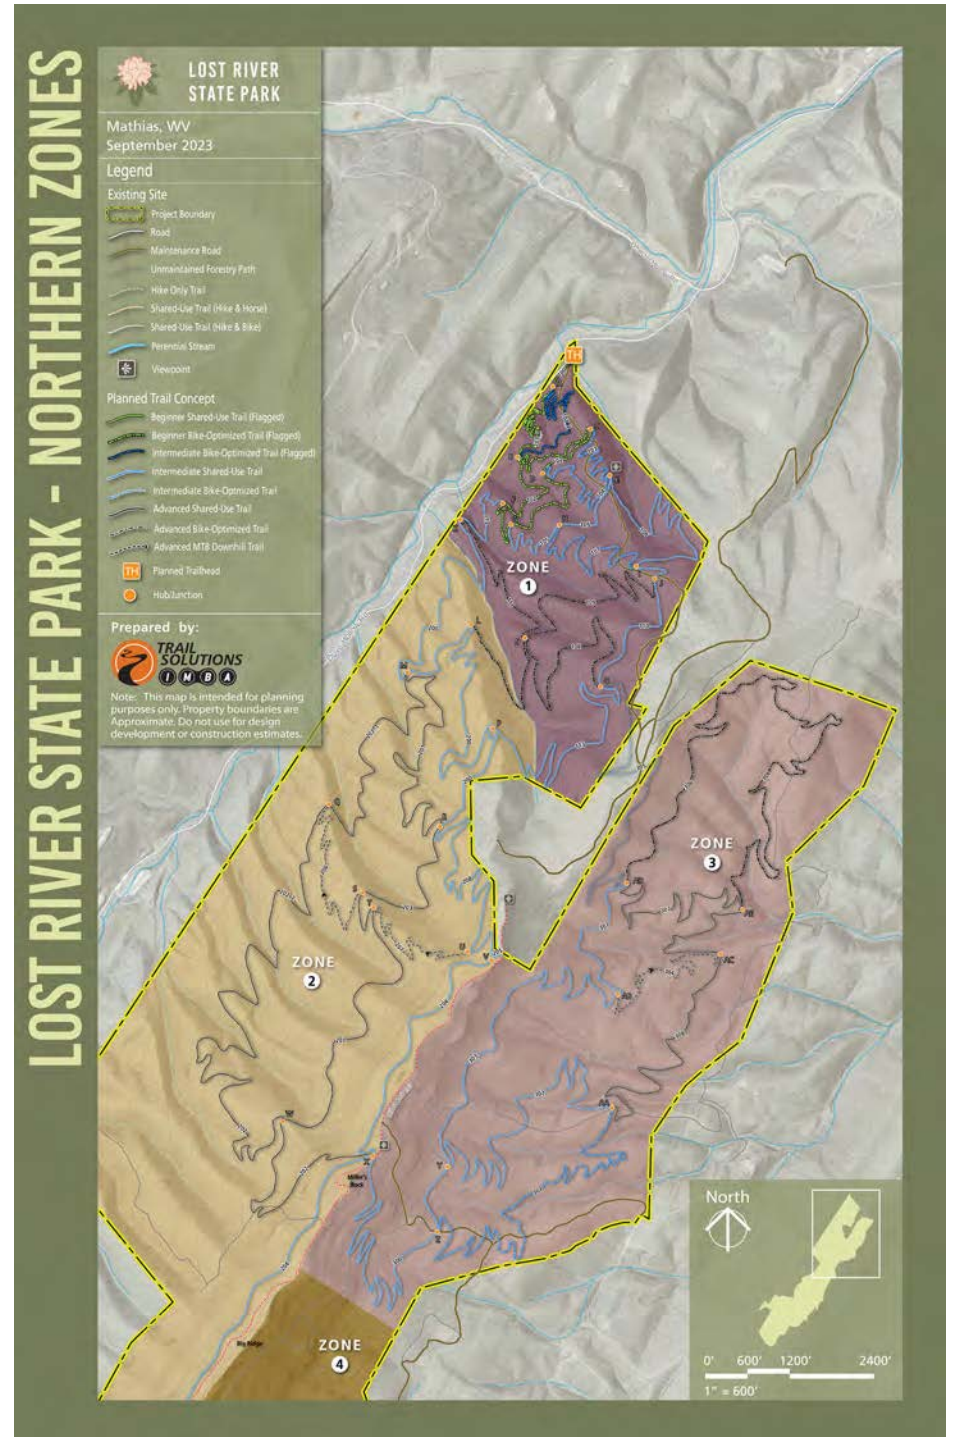 LOST RIVER STATE PARK - NORTHERN ZONES
LOST RIVER
STATE PARK
Mathias, WV
September 2023
Legend
Existing Site
Project Boundary
Road
Maintenance Road
Unmaintained Forestry Path
Hike Only Trail
Shared-Use Trail (Hike & Horse)
Shared-Use Trail (Hike & Bike)
Perennius Stream
Viewpoint
Planned Trail Concept
Beginner Shared-Use Trail (Flagged)
Beginner Bike-Optimized Trail (Flagged)
Intermediate Bike-Optimized Trail (Flagged)
Intermediate Shared-Use Trail
Intermediate Bike-Optimized Trail
Advanced Shared-Use Trail
Advanced Bike-Optimized Trail
Advanced MTB Downhill Trail
TH
Planned Trailhead
Hub/Junction
Prepared by:
TRAIL
SOLUTIONS
IMBA
Note: This map is intended for planning
purposes only. Property boundaries are
Approximate. Do not use for design
development or construction estimates.
TH
ZONE
1
ZONE
3
ZONE
2
AC
U
V
AA
W
X
Miller's
Rock
Big Ridge
ZONE
4
North
0' 600' 1200' 2400'
1" = 600'